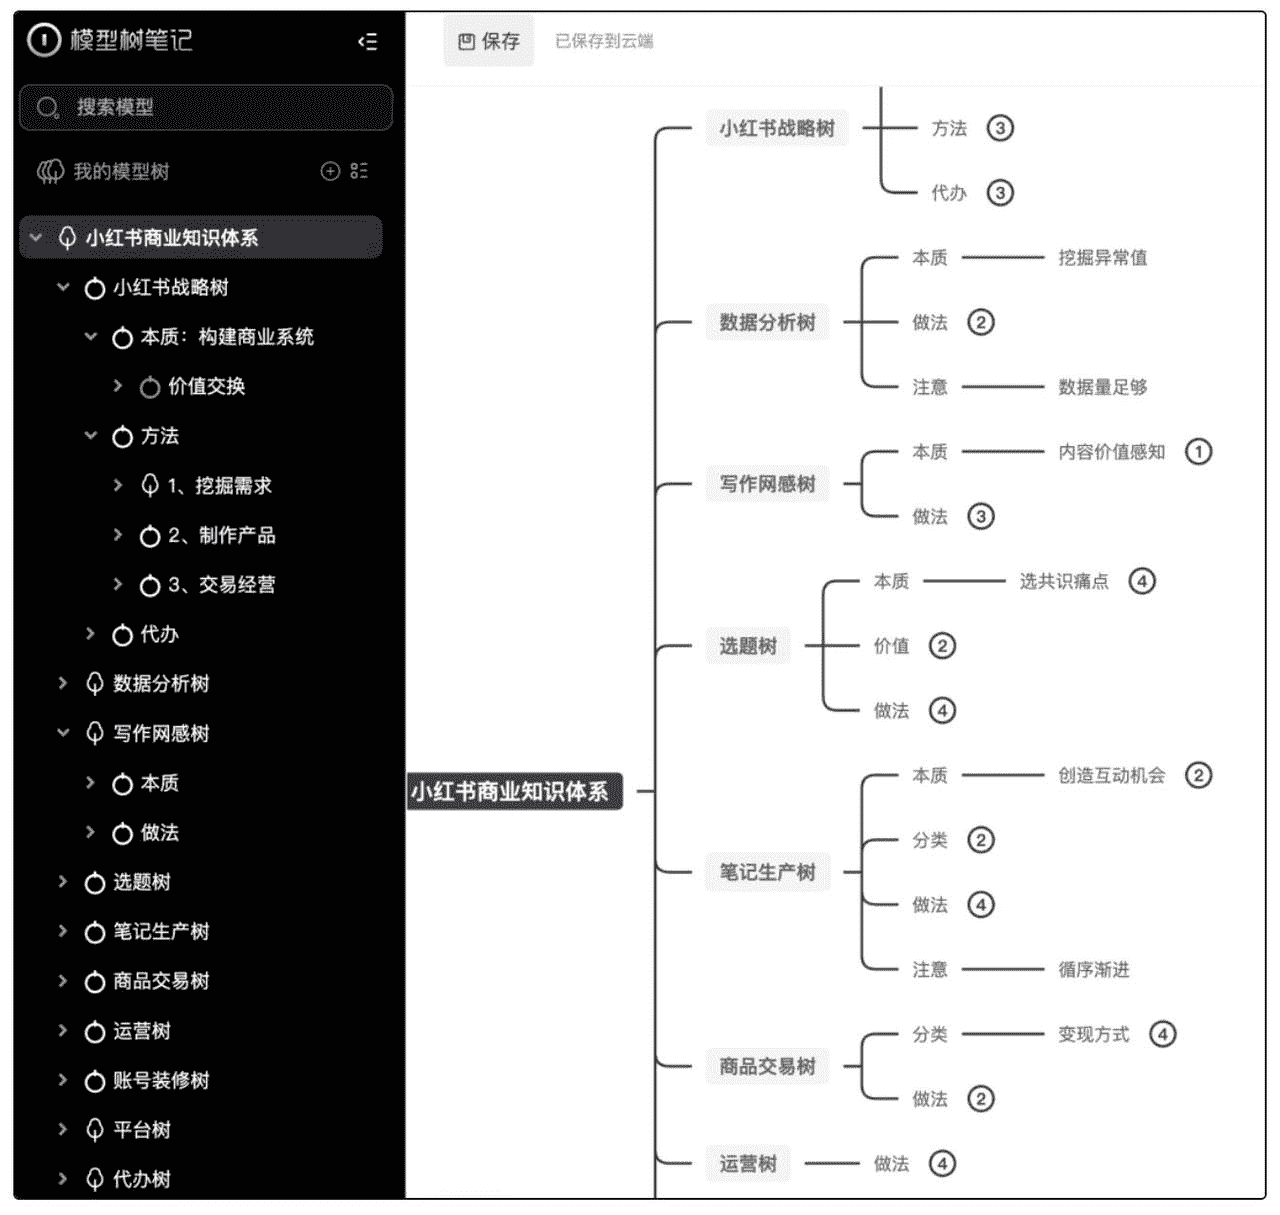 模型树笔记
搜索模型
我的模型树
小红书商业知识体系
小红书战略树
本质：构建商业系统
价值交换
方法
1、挖掘需求
2、制作产品
3、交易经营
代办
数据分析树
写作网感树
本质
做法
选题树
笔记生产树
商品交易树
运营树
账号装修树
平台树
代办树
保存 已保存到云端
小红书商业知识体系
小红书战略树
方法 3
代办 3
数据分析树
本质 挖掘异常值
做法 2
注意 数据量足够
写作网感树
本质 内容价值感知 1
做法 3
选题树
本质 选共识痛点 4
价值 2
做法 4
笔记生产树
本质 创造互动机会 2
分类 2
做法 4
注意 循序渐进
商品交易树
分类 变现方式 4
做法 2
运营树
做法 4